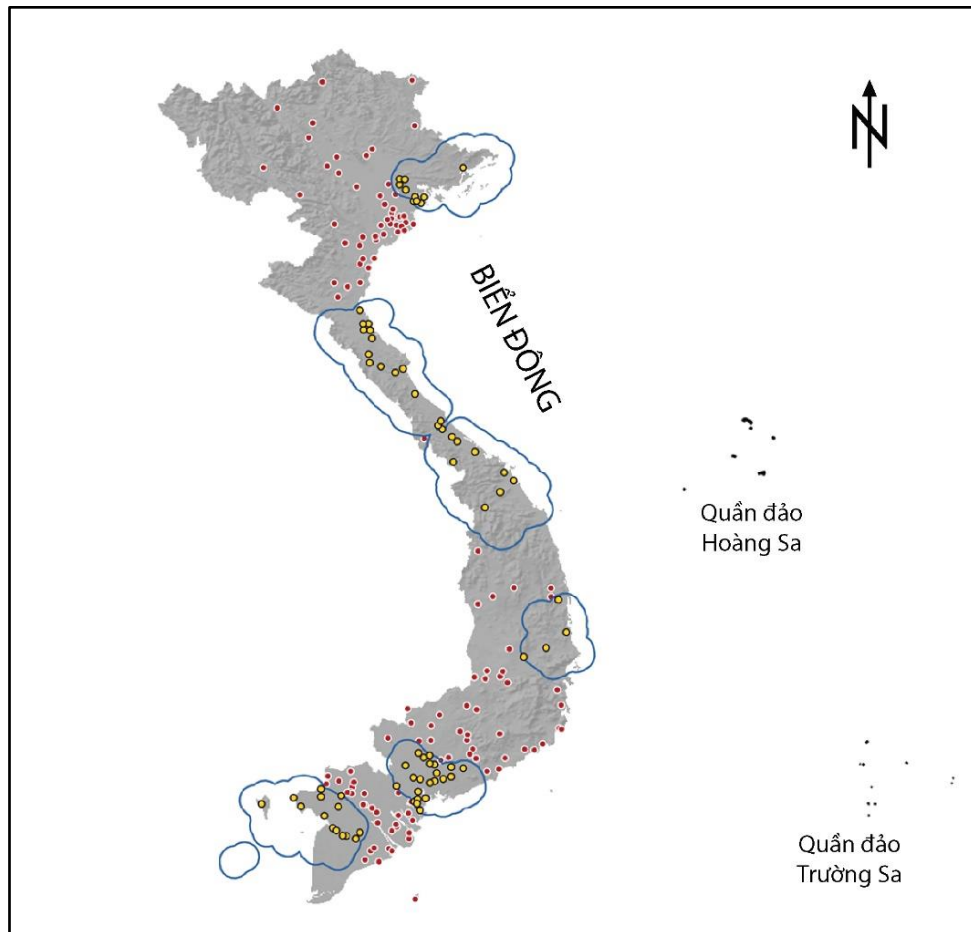 N
BIỂN ĐÔNG
Quần đảo
Hoàng Sa
Quần đảo
Trường Sa